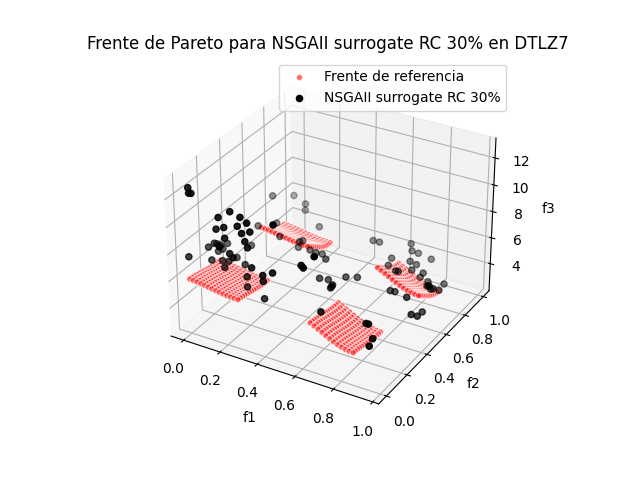 Frente de Pareto para NSGAII surrogate RC 30% en DTLZ7
Frente de referencia
NSGAII surrogate RC 30%
12
10
8
6
4
f3
0.0
0.2
0.4
0.6
0.8
1.0
f1
0.0
0.2
0.4
0.6
0.8
1.0
f2